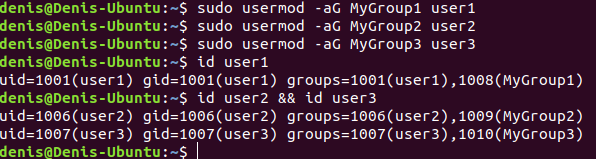 denis@Denis-Ubuntu:~$ sudo usermod -aG MyGroup1 user1
denis@Denis-Ubuntu:~$ sudo usermod -aG MyGroup2 user2
denis@Denis-Ubuntu:~$ sudo usermod -aG MyGroup3 user3
denis@Denis-Ubuntu:~$ id user1
uid=1001(user1) gid=1001(user1) groups=1001(user1),1008(MyGroup1)
denis@Denis-Ubuntu:~$ id user2 && id user3
uid=1006(user2) gid=1006(user2) groups=1006(user2),1009(MyGroup2)
uid=1007(user3) gid=1007(user3) groups=1007(user3),1010(MyGroup3)
denis@Denis-Ubuntu:~$